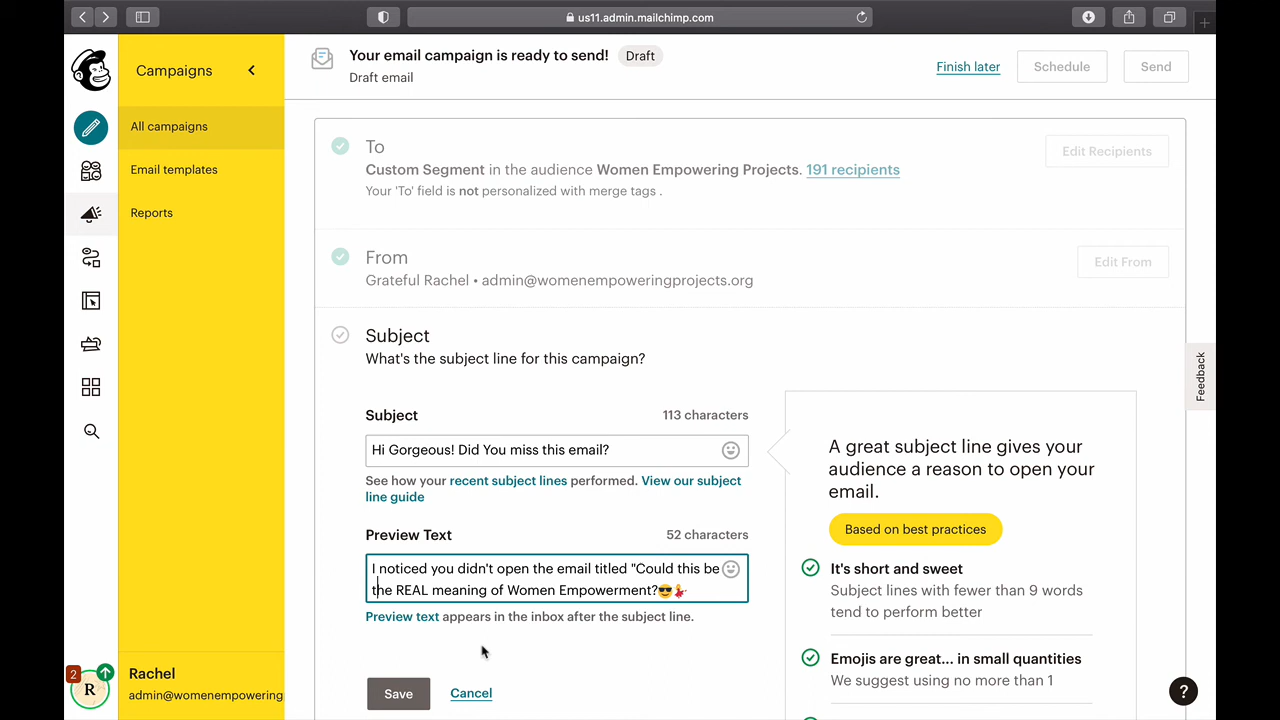 us11.admin.mailchimp.com
Campaigns
All campaigns
Email templates
Reports
Your email campaign is ready to send! Draft
Draft email
Finish later
Schedule
Send
To
Custom Segment in the audience Women Empowering Projects. 191 recipients
Your 'To' field is not personalized with merge tags .
Edit Recipients
From
Grateful Rachel • admin@womenempoweringprojects.org
Edit From
Subject
What's the subject line for this campaign?
Subject 113 characters
Hi Gorgeous! Did You miss this email?
See how your recent subject lines performed. View our subject
line guide
Preview Text 52 characters
I noticed you didn't open the email titled "Could this be
the REAL meaning of Women Empowerment?😎💃
Preview text appears in the inbox after the subject line.
Save
Cancel
A great subject line gives your
audience a reason to open your
email.
Based on best practices
It's short and sweet
Subject lines with fewer than 9 words
tend to perform better
Emojis are great... in small quantities
We suggest using no more than 1
Feedback
2
R
Rachel
admin@womenempowering
?